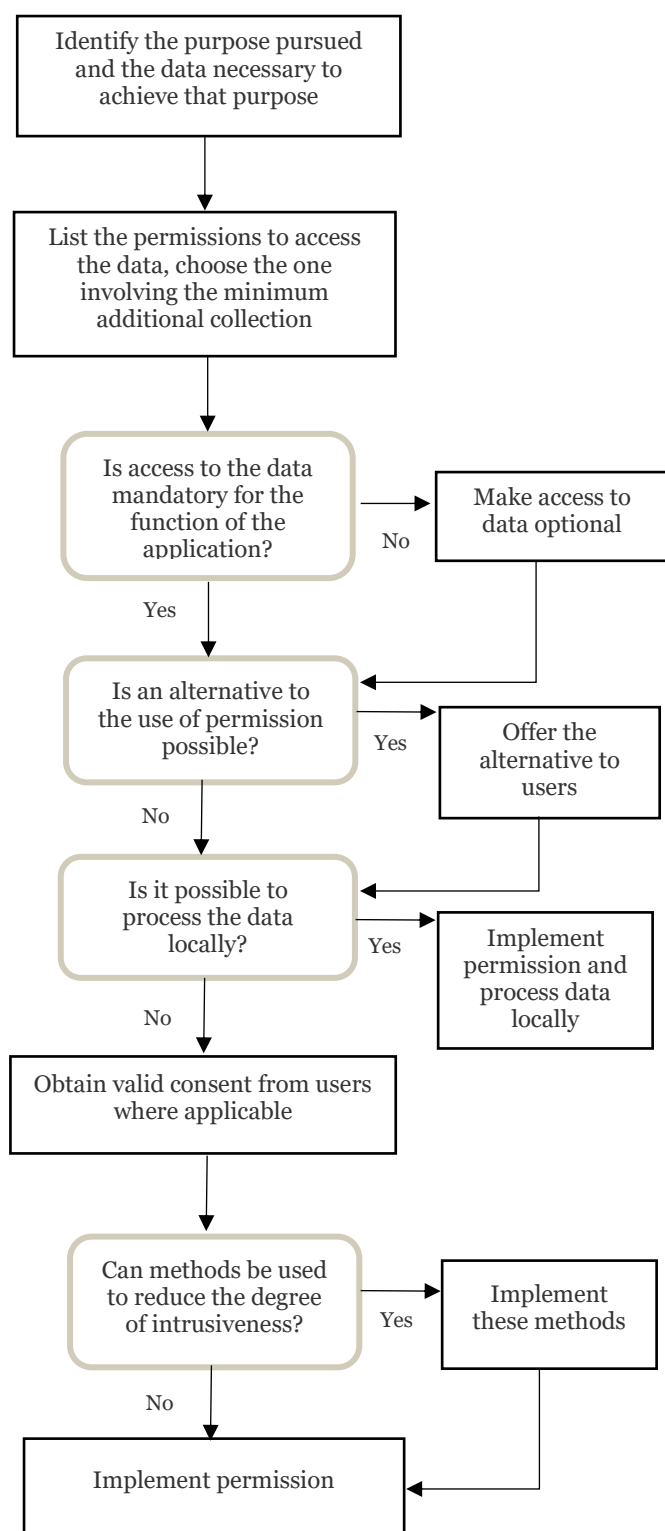 Identify the purpose pursued
and the data necessary to
achieve that purpose
List the permissions to access
the data, choose the one
involving the minimum
additional collection
Is access to the data
mandatory for the
function of the
application?
No
Make access to
data optional
Yes
Is an alternative to
the use of permission
possible?
Yes
Offer the
alternative to
users
No
Is it possible to
process the data
locally?
Yes
Implement
permission and
process data
locally
No
Obtain valid consent from users
where applicable
Can methods be used
to reduce the degree
of intrusiveness?
Yes
Implement
these methods
No
Implement permission